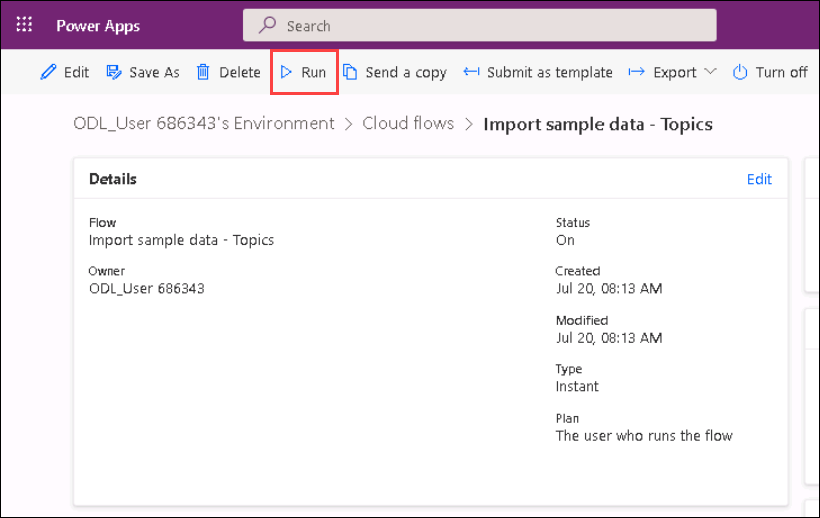 Power Apps
Search
Edit Save As Delete Run Send a copy Submit as template Export Turn off
ODL_User 686343's Environment > Cloud flows > Import sample data - Topics
Details Edit
Flow
Import sample data - Topics
Owner
ODL_User 686343
Status
On
Created
Jul 20, 08:13 AM
Modified
Jul 20, 08:13 AM
Type
Instant
Plan
The user who runs the flow